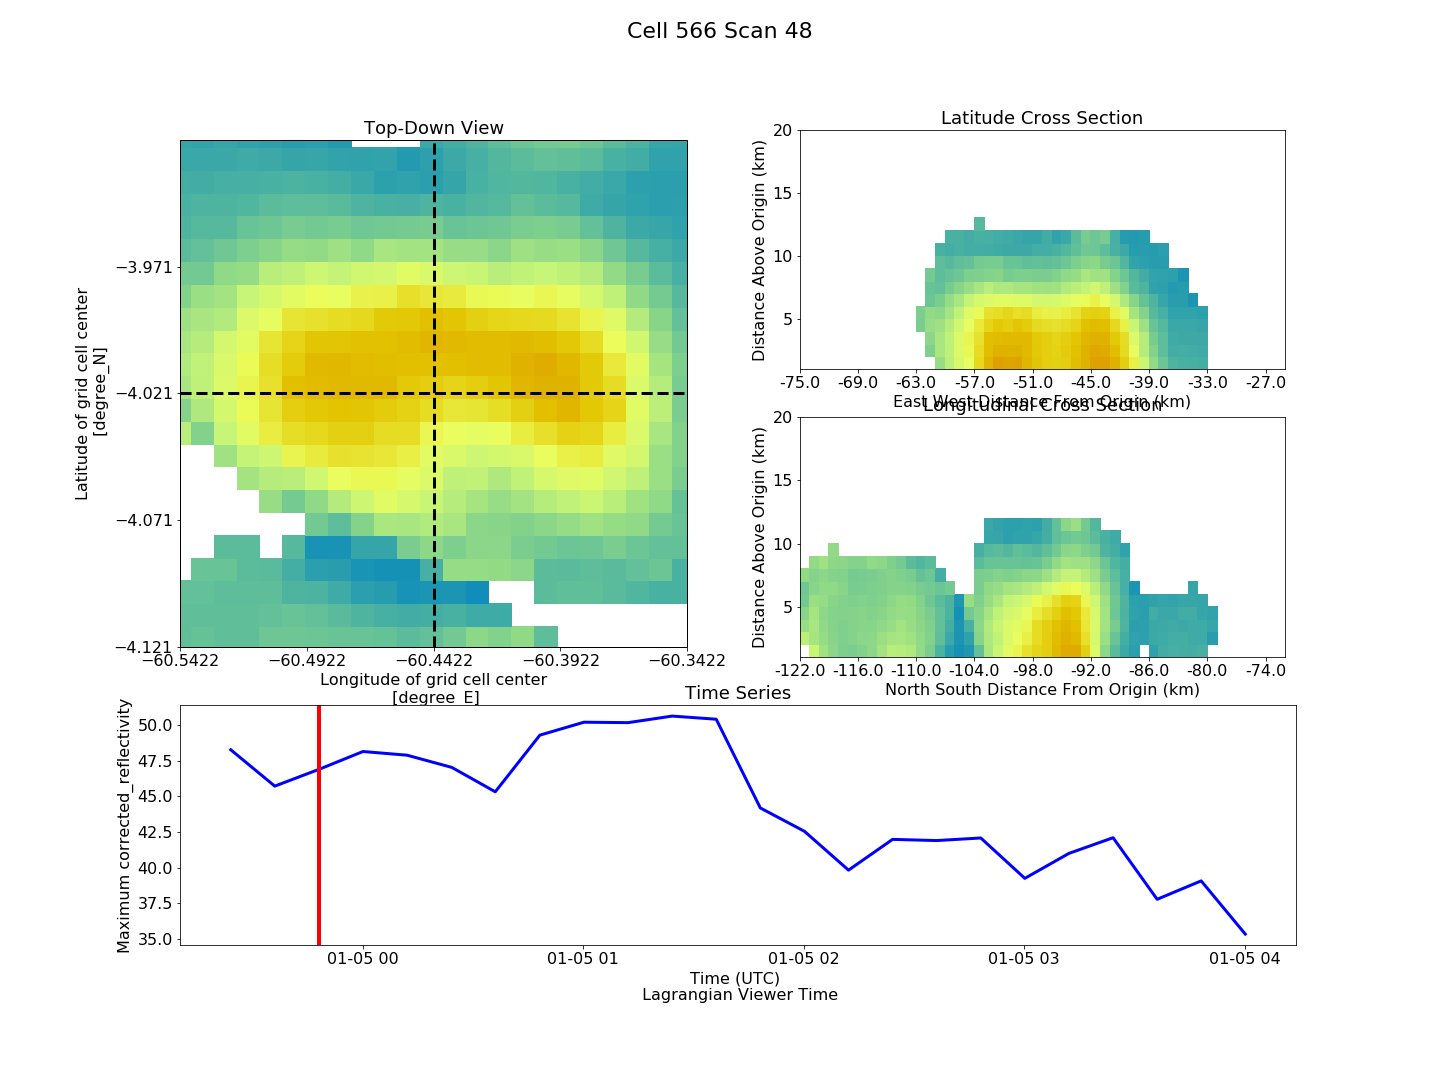 Cell 566 Scan 48
Top-Down View
−3.971
−4.021
−4.071
−4.121
Latitude of grid cell center
[degree_N]
−60.5422 −60.4922 −60.4422 −60.3922 −60.3422
Longitude of grid cell center
[degree_E]
Latitude Cross Section
20
15
10
5
Distance Above Origin (km)
-75.0 -69.0 -63.0 -57.0 -51.0 -45.0 -39.0 -33.0 -27.0
East West Distance From Origin (km)
Longitudinal Cross Section
20
15
10
5
Distance Above Origin (km)
-122.0 -116.0 -110.0 -104.0 -98.0 -92.0 -86.0 -80.0 -74.0
North South Distance From Origin (km)
Time Series
50.0
47.5
45.0
42.5
40.0
37.5
35.0
Maximum corrected_reflectivity
01-05 00 01-05 01 01-05 02 01-05 03 01-05 04
Time (UTC)
Lagrangian Viewer Time